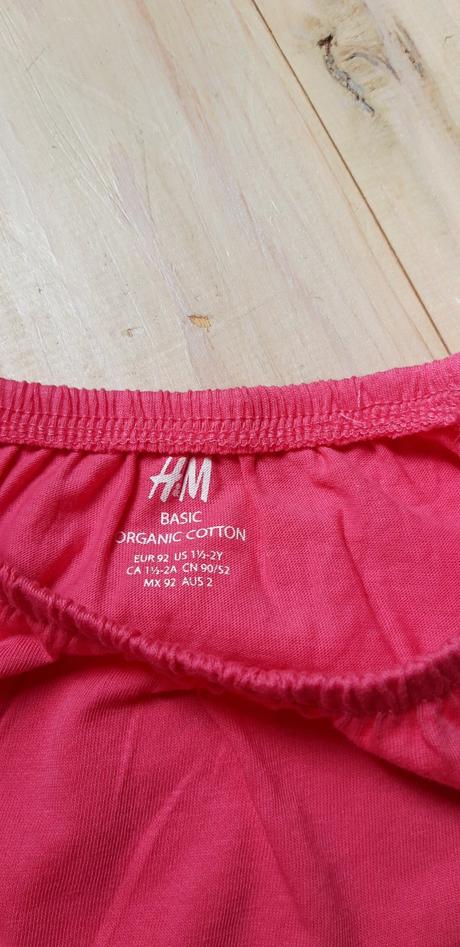 H&M
BASIC
ORGANIC COTTON
EUR 92 US 1½-2Y
CA 1½-2A CN 90/52
MX 92 AUS 2